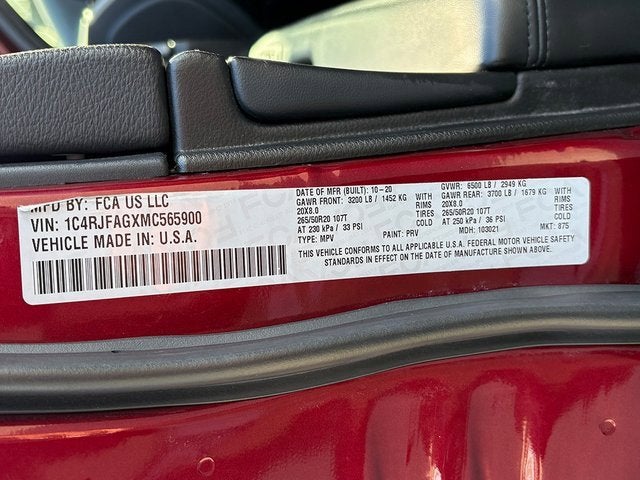 MFD BY: FCA US LLC
VIN: 1C4RJFAGXMC565900
VEHICLE MADE IN U.S.A.
DATE OF MFR (BUILT): 10-20 GVWR: 6500 LB / 2949 KG
GAWR FRONT: 3200 LB / 1452 KG WITH GAWR REAR: 3700 LB / 1679 KG WITH
20X8.0 RIMS 20X8.0 RIMS
265/50R20 107T TIRES 265/50R20 107T TIRES
AT 230 kPa / 33 PSI COLD AT 250 kPa / 36 PSI COLD
TYPE: MPV PAINT: PRV MDH: 103021 MKT: 875
THIS VEHICLE CONFORMS TO ALL APPLICABLE U.S.A. FEDERAL MOTOR VEHICLE SAFETY
STANDARDS IN EFFECT ON THE DATE OF MANUFACTURE SHOWN ABOVE.